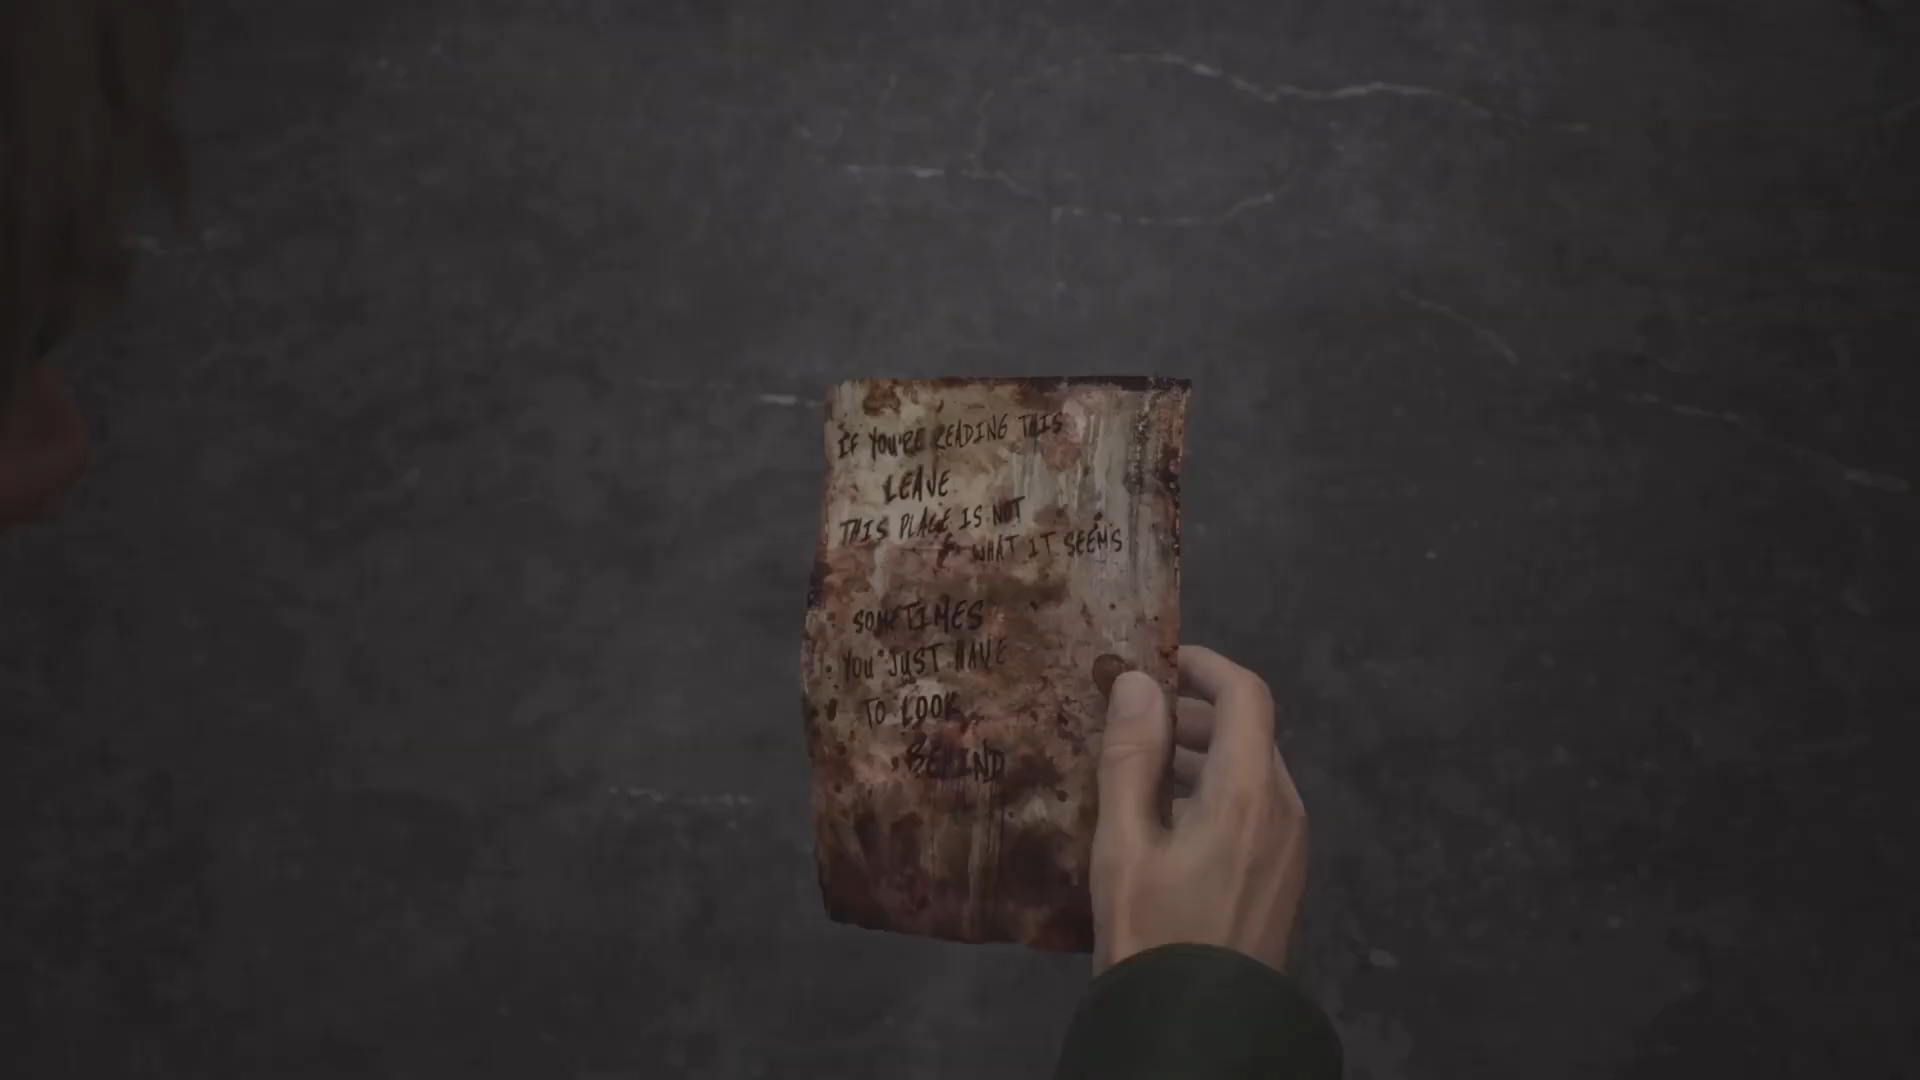 IF YOU'RE READING THIS
LEAVE
THIS PLACE IS NOT
WHAT IT SEEMS
SOMETIMES
YOU JUST HAVE
TO LOOK
BEHIND